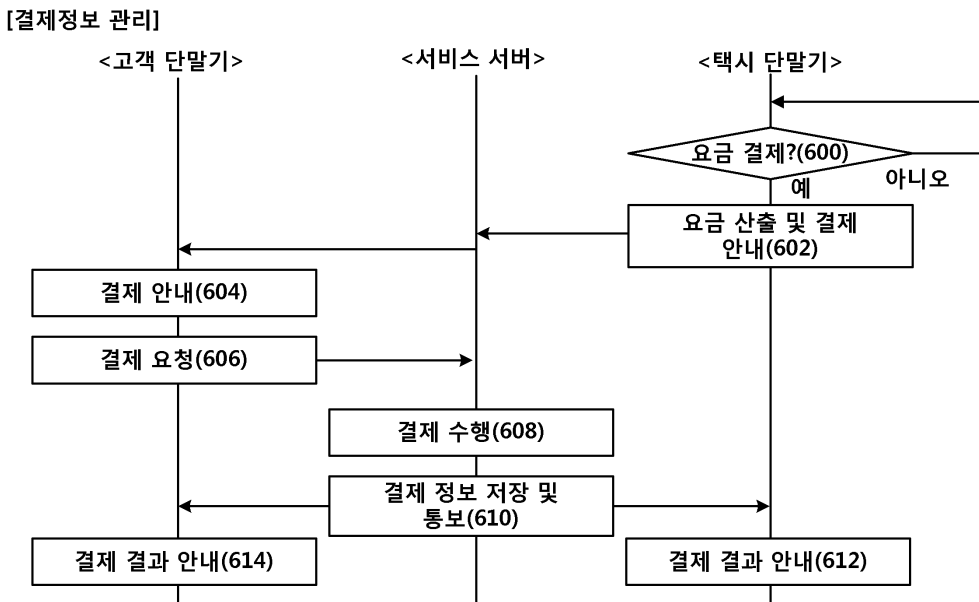 [결제정보 관리]
<고객 단말기>
<서비스 서버>
<택시 단말기>
요금 결제?(600)
예
아니오
요금 산출 및 결제
안내(602)
결제 안내(604)
결제 요청(606)
결제 수행(608)
결제 정보 저장 및
통보(610)
결제 결과 안내(614)
결제 결과 안내(612)